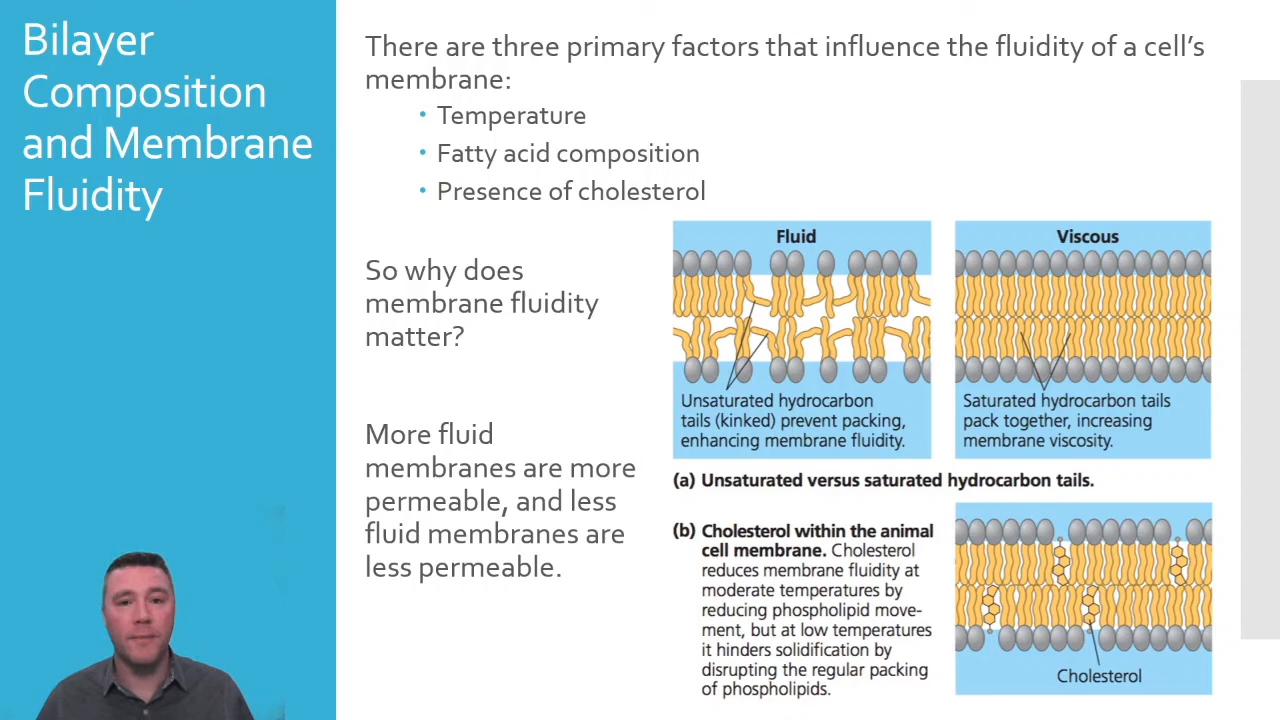 Bilayer
Composition
and Membrane
Fluidity
There are three primary factors that influence the fluidity of a cell's
membrane:
• Temperature
• Fatty acid composition
• Presence of cholesterol
So why does
membrane fluidity
matter?
More fluid
membranes are more
permeable, and less
fluid membranes are
less permeable.
Fluid
Unsaturated hydrocarbon
tails (kinked) prevent packing,
enhancing membrane fluidity.
Viscous
Saturated hydrocarbon tails
pack together, increasing
membrane viscosity.
(a) Unsaturated versus saturated hydrocarbon tails.
(b) Cholesterol within the animal
cell membrane. Cholesterol
reduces membrane fluidity at
moderate temperatures by
reducing phospholipid move-
ment, but at low temperatures
it hinders solidification by
disrupting the regular packing
of phospholipids.
Cholesterol